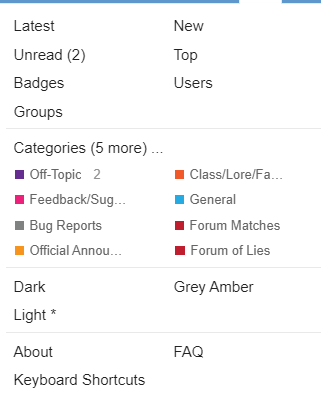 Latest New
Unread (2) Top
Badges Users
Groups
Categories (5 more) ...
Off-Topic 2 Class/Lore/Fa...
Feedback/Sug... General
Bug Reports Forum Matches
Official Annou... Forum of Lies
Dark Grey Amber
Light *
About FAQ
Keyboard Shortcuts